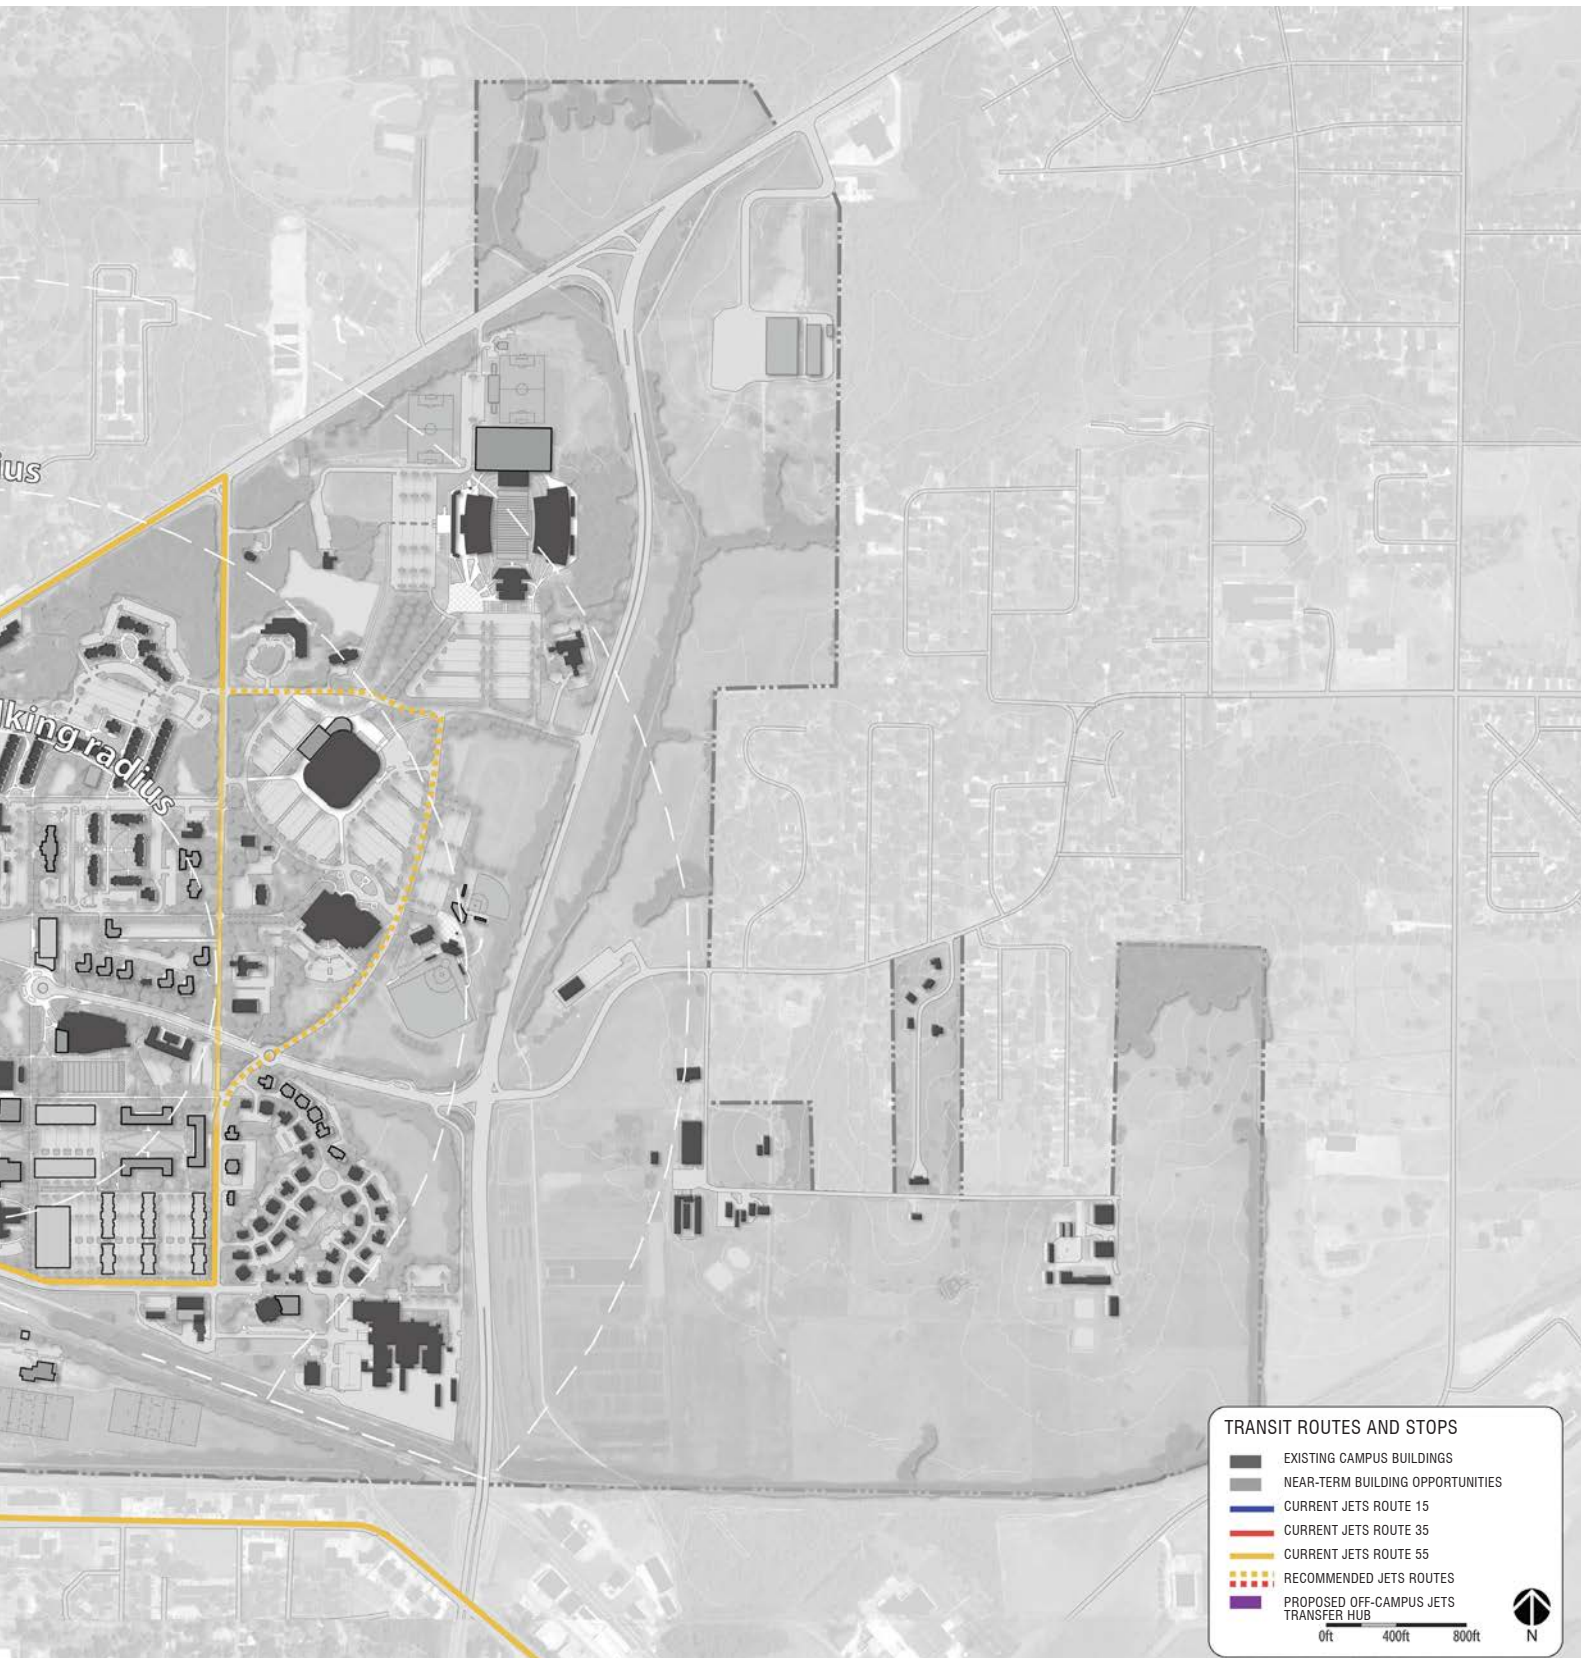 ius
lking radius
TRANSIT ROUTES AND STOPS
EXISTING CAMPUS BUILDINGS
NEAR-TERM BUILDING OPPORTUNITIES
CURRENT JETS ROUTE 15
CURRENT JETS ROUTE 35
CURRENT JETS ROUTE 55
RECOMMENDED JETS ROUTES
PROPOSED OFF-CAMPUS JETS
TRANSFER HUB
0ft 400ft 800ft
N